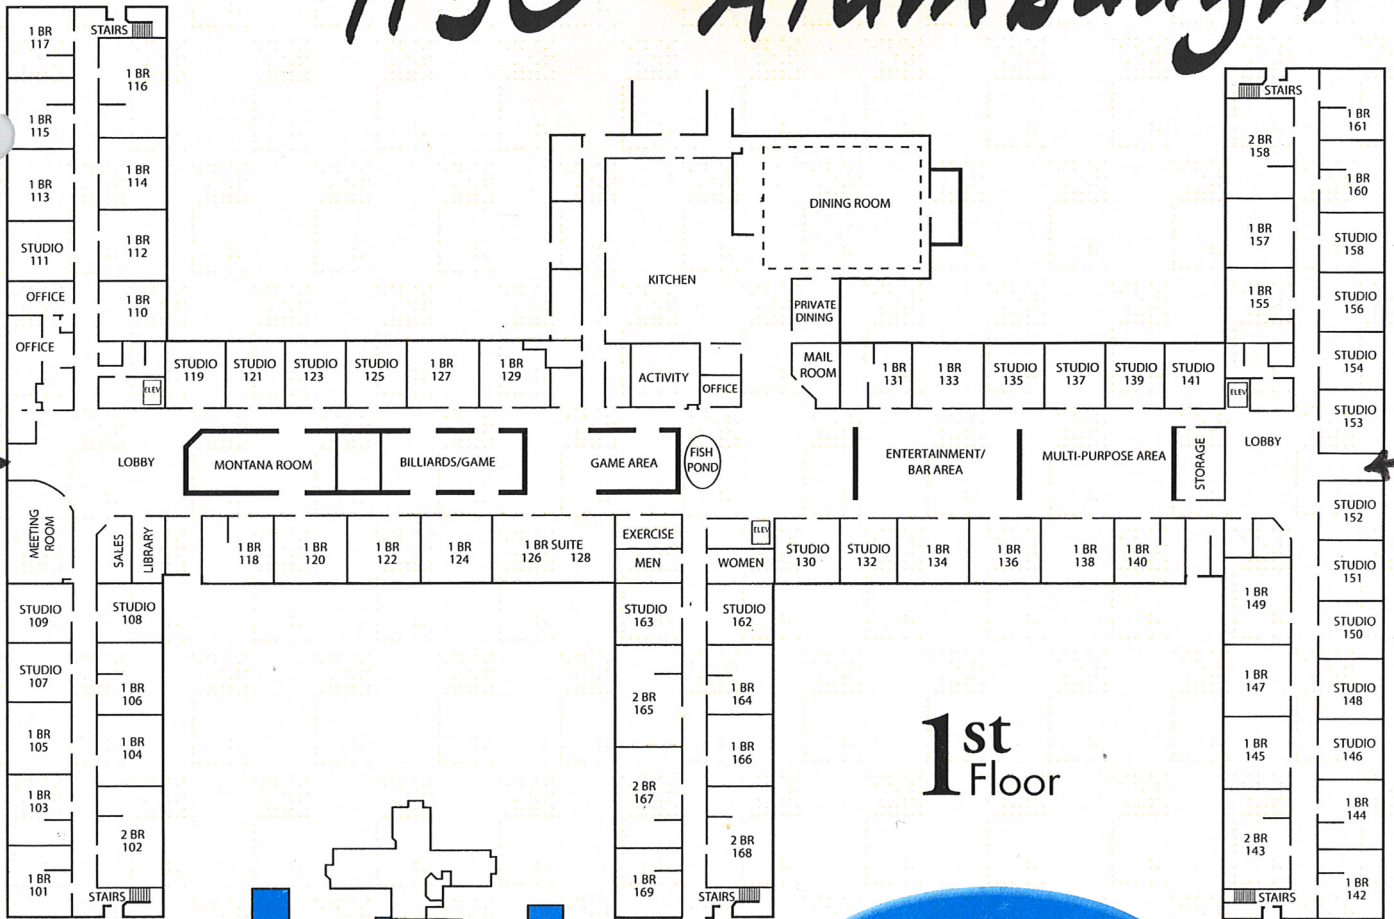 1130 Alambaugh
1 BR
117
STAIRS
1 BR
116
1 BR
115
1 BR
114
1 BR
113
STUDIO
111
1 BR
112
OFFICE
1 BR
110
OFFICE
ELEV
STUDIO
119
STUDIO
121
STUDIO
123
STUDIO
125
1 BR
127
1 BR
129
KITCHEN
DINING ROOM
PRIVATE
DINING
ACTIVITY
OFFICE
MAIL
ROOM
1 BR
131
1 BR
133
STUDIO
135
STUDIO
137
STUDIO
139
STUDIO
141
STAIRS
2 BR
158
1 BR
161
1 BR
160
1 BR
157
STUDIO
158
1 BR
155
STUDIO
156
STUDIO
154
ELEV
STUDIO
153
LOBBY
MONTANA ROOM
BILLIARDS/GAME
GAME AREA
FISH
POND
ENTERTAINMENT/
BAR AREA
MULTI-PURPOSE AREA
STORAGE
LOBBY
MEETING
ROOM
SALES
LIBRARY
1 BR
118
1 BR
120
1 BR
122
1 BR
124
1 BR SUITE
126 128
EXERCISE
MEN
ELEV
WOMEN
STUDIO
130
STUDIO
132
1 BR
134
1 BR
136
1 BR
138
1 BR
140
STUDIO
152
STUDIO
151
STUDIO
109
STUDIO
108
STUDIO
107
1 BR
106
1 BR
105
1 BR
104
1 BR
103
2 BR
102
1 BR
101
STAIRS
STUDIO
163
STUDIO
162
2 BR
165
1 BR
164
1 BR
166
2 BR
167
2 BR
168
1 BR
169
STAIRS
1st
Floor
1 BR
149
STUDIO
150
1 BR
147
STUDIO
148
1 BR
145
STUDIO
146
1 BR
144
2 BR
143
1 BR
142
STAIRS